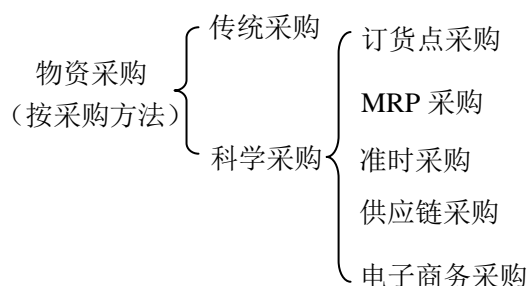 物资采购
（按采购方法）
传统采购
科学采购
订货点采购
MRP 采购
准时采购
供应链采购
电子商务采购